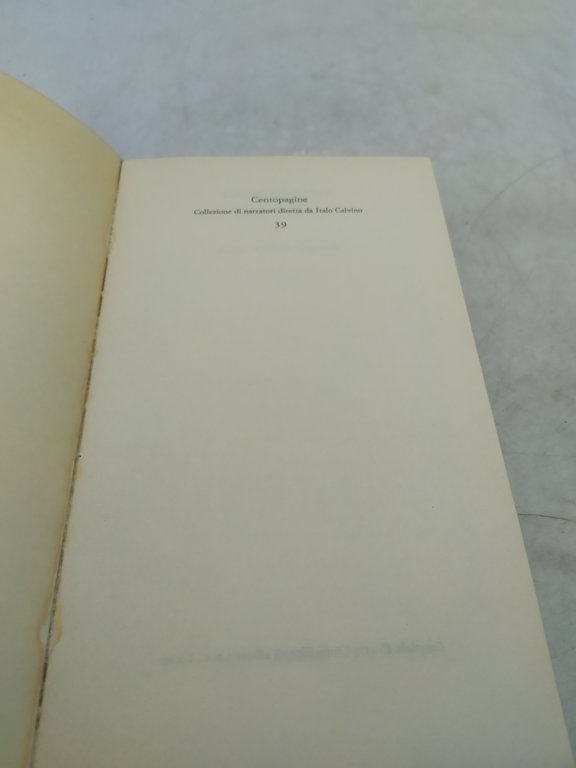 Centopagine
Collezione di narratori diretta da Italo Calvino
39